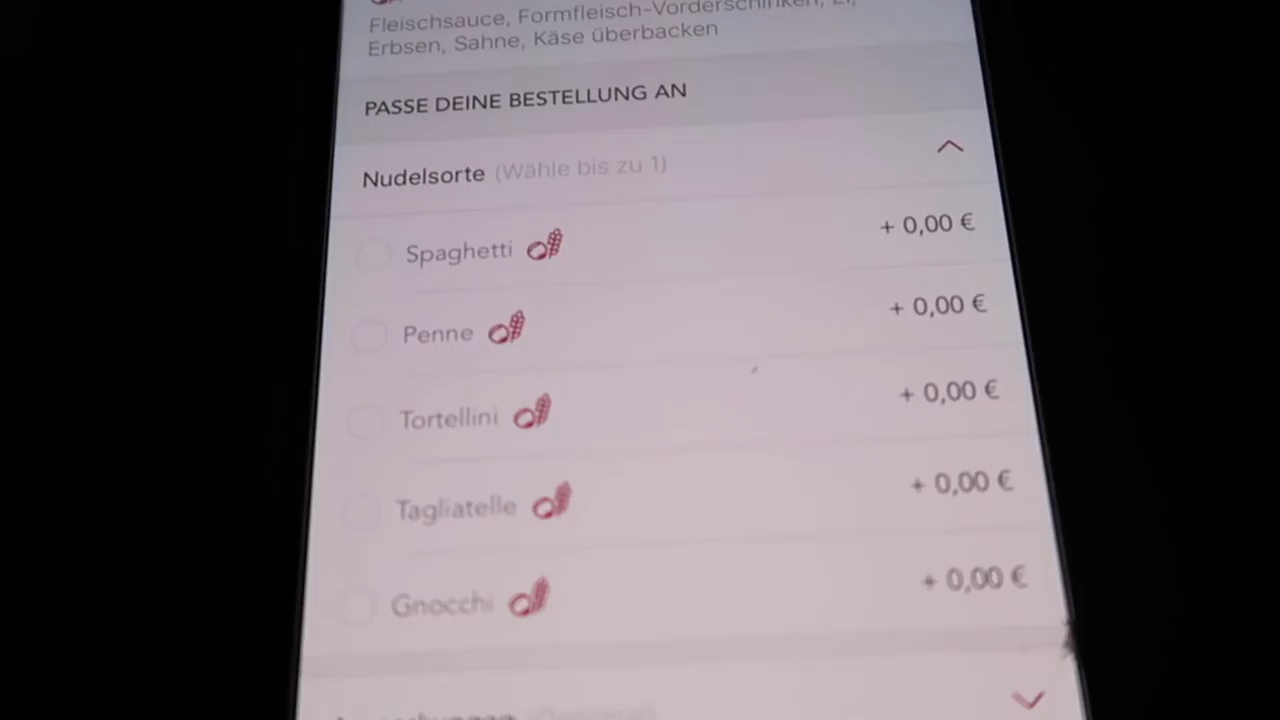 Fleischsauce, Formfleisch-Vorderschinken, Ei,
Erbsen, Sahne, Käse überbacken
PASSE DEINE BESTELLUNG AN
Nudelsorte (Wähle bis zu 1)
Spaghetti + 0,00 €
Penne + 0,00 €
Tortellini + 0,00 €
Tagliatelle + 0,00 €
Gnocchi + 0,00 €